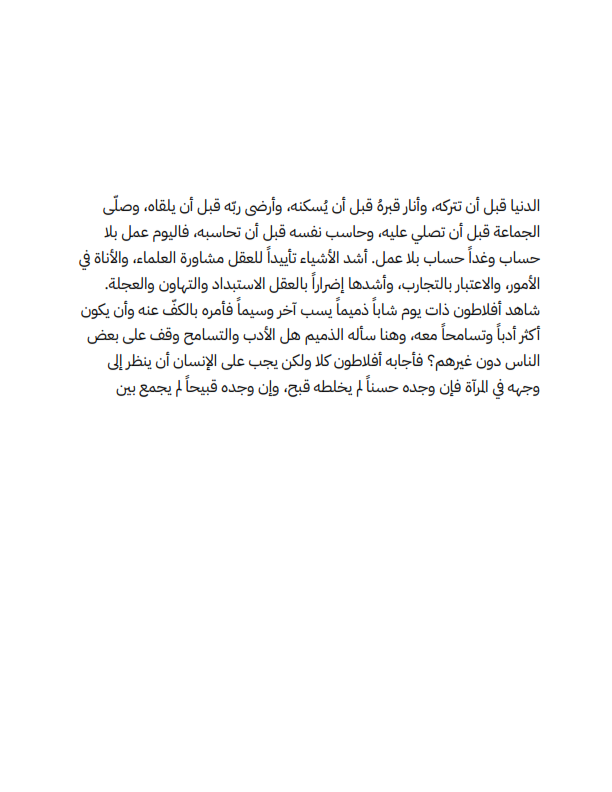 الدنيا قبل أن تتركه، وأنار قبرهُ قبل أن يُسكنه، وأرضى ربّه قبل أن يلقاه، وصلّى
الجماعة قبل أن تصلي عليه، وحاسب نفسه قبل أن تحاسبه، فاليوم عمل بلا
حساب وغداً حساب بلا عمل. أشد الأشياء تأييداً للعقل مشاورة العلماء، والأناة في
الأمور، والاعتبار بالتجارب، وأشدها إضراراً بالعقل الاستبداد والتهاون والعجلة.
شاهد أفلاطون ذات يوم شاباً ذميماً يسب آخر وسيماً فأمره بالكفّ عنه وأن يكون
أكثر أدباً وتسامحاً معه، وهنا سأله الذميم هل الأدب والتسامح وقف على بعض
الناس دون غيرهم؟ فأجابه أفلاطون كلا ولكن يجب على الإنسان أن ينظر إلى
وجهه في المرآة فإن وجده حسناً لم يخلطه قبح، وإن وجده قبيحاً لم يجمع بين